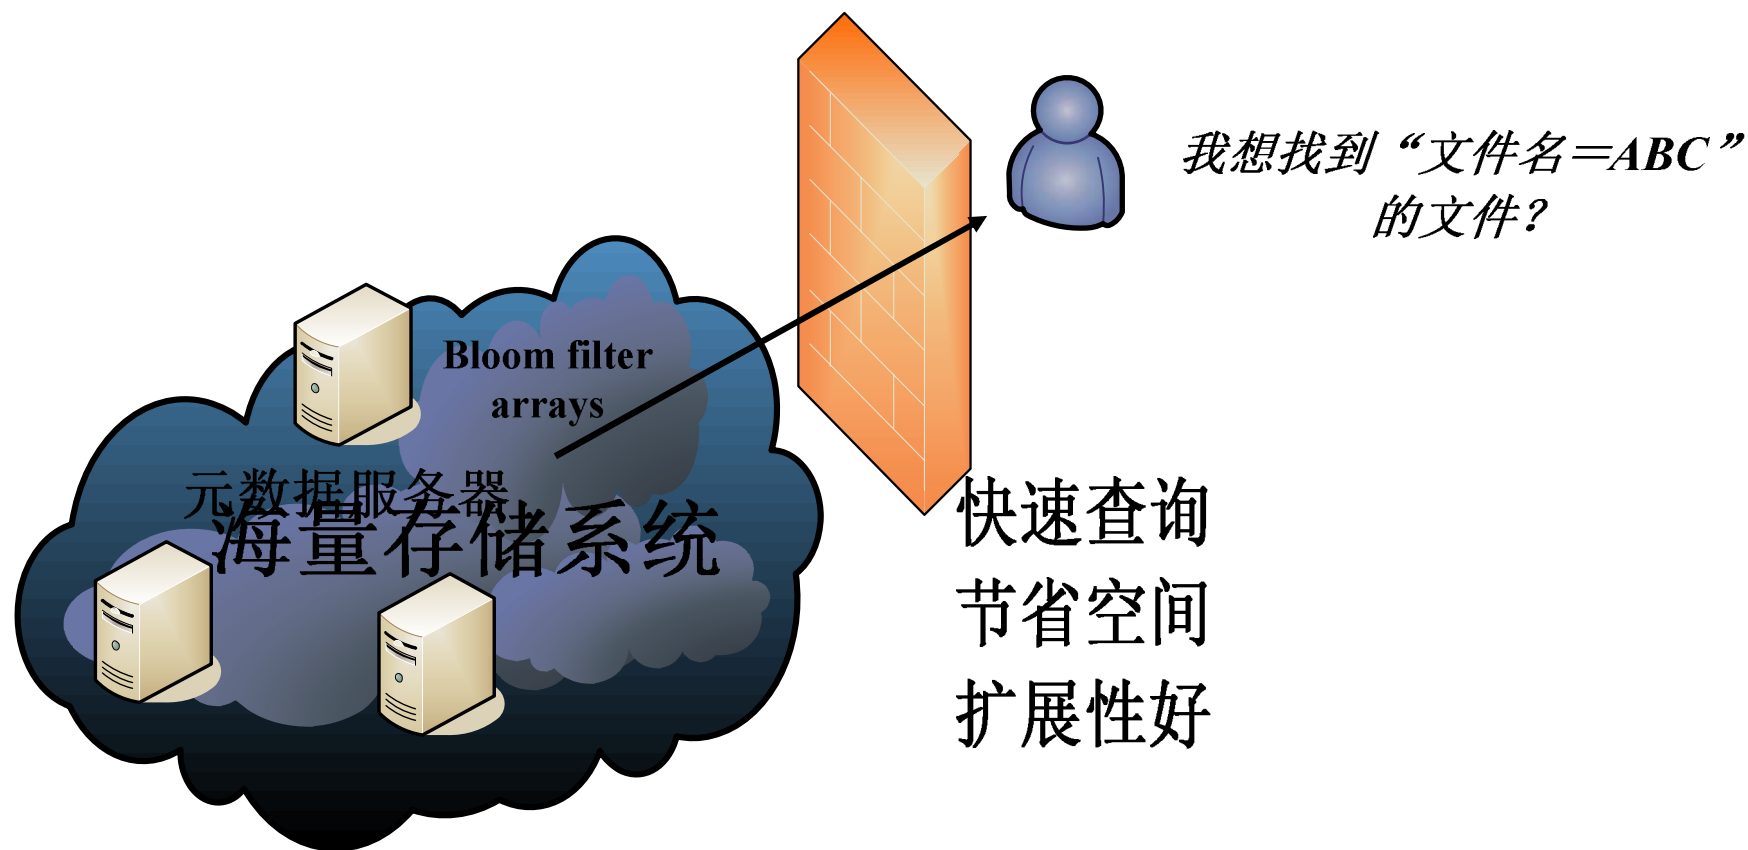 我想找到“文件名＝ABC”
的文件？
Bloom filter
arrays
元数据服务器
海量存储系统
快速查询
节省空间
扩展性好